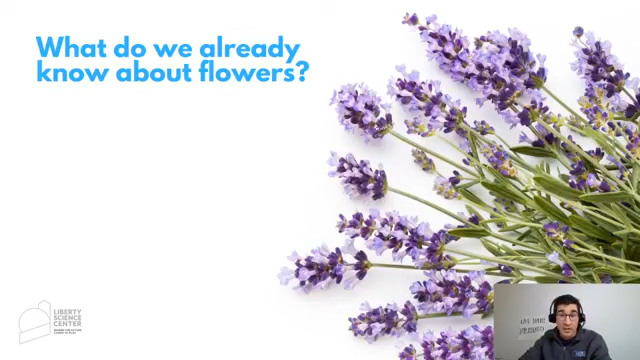 What do we already
know about flowers?
LIBERTY
SCIENCE
CENTER